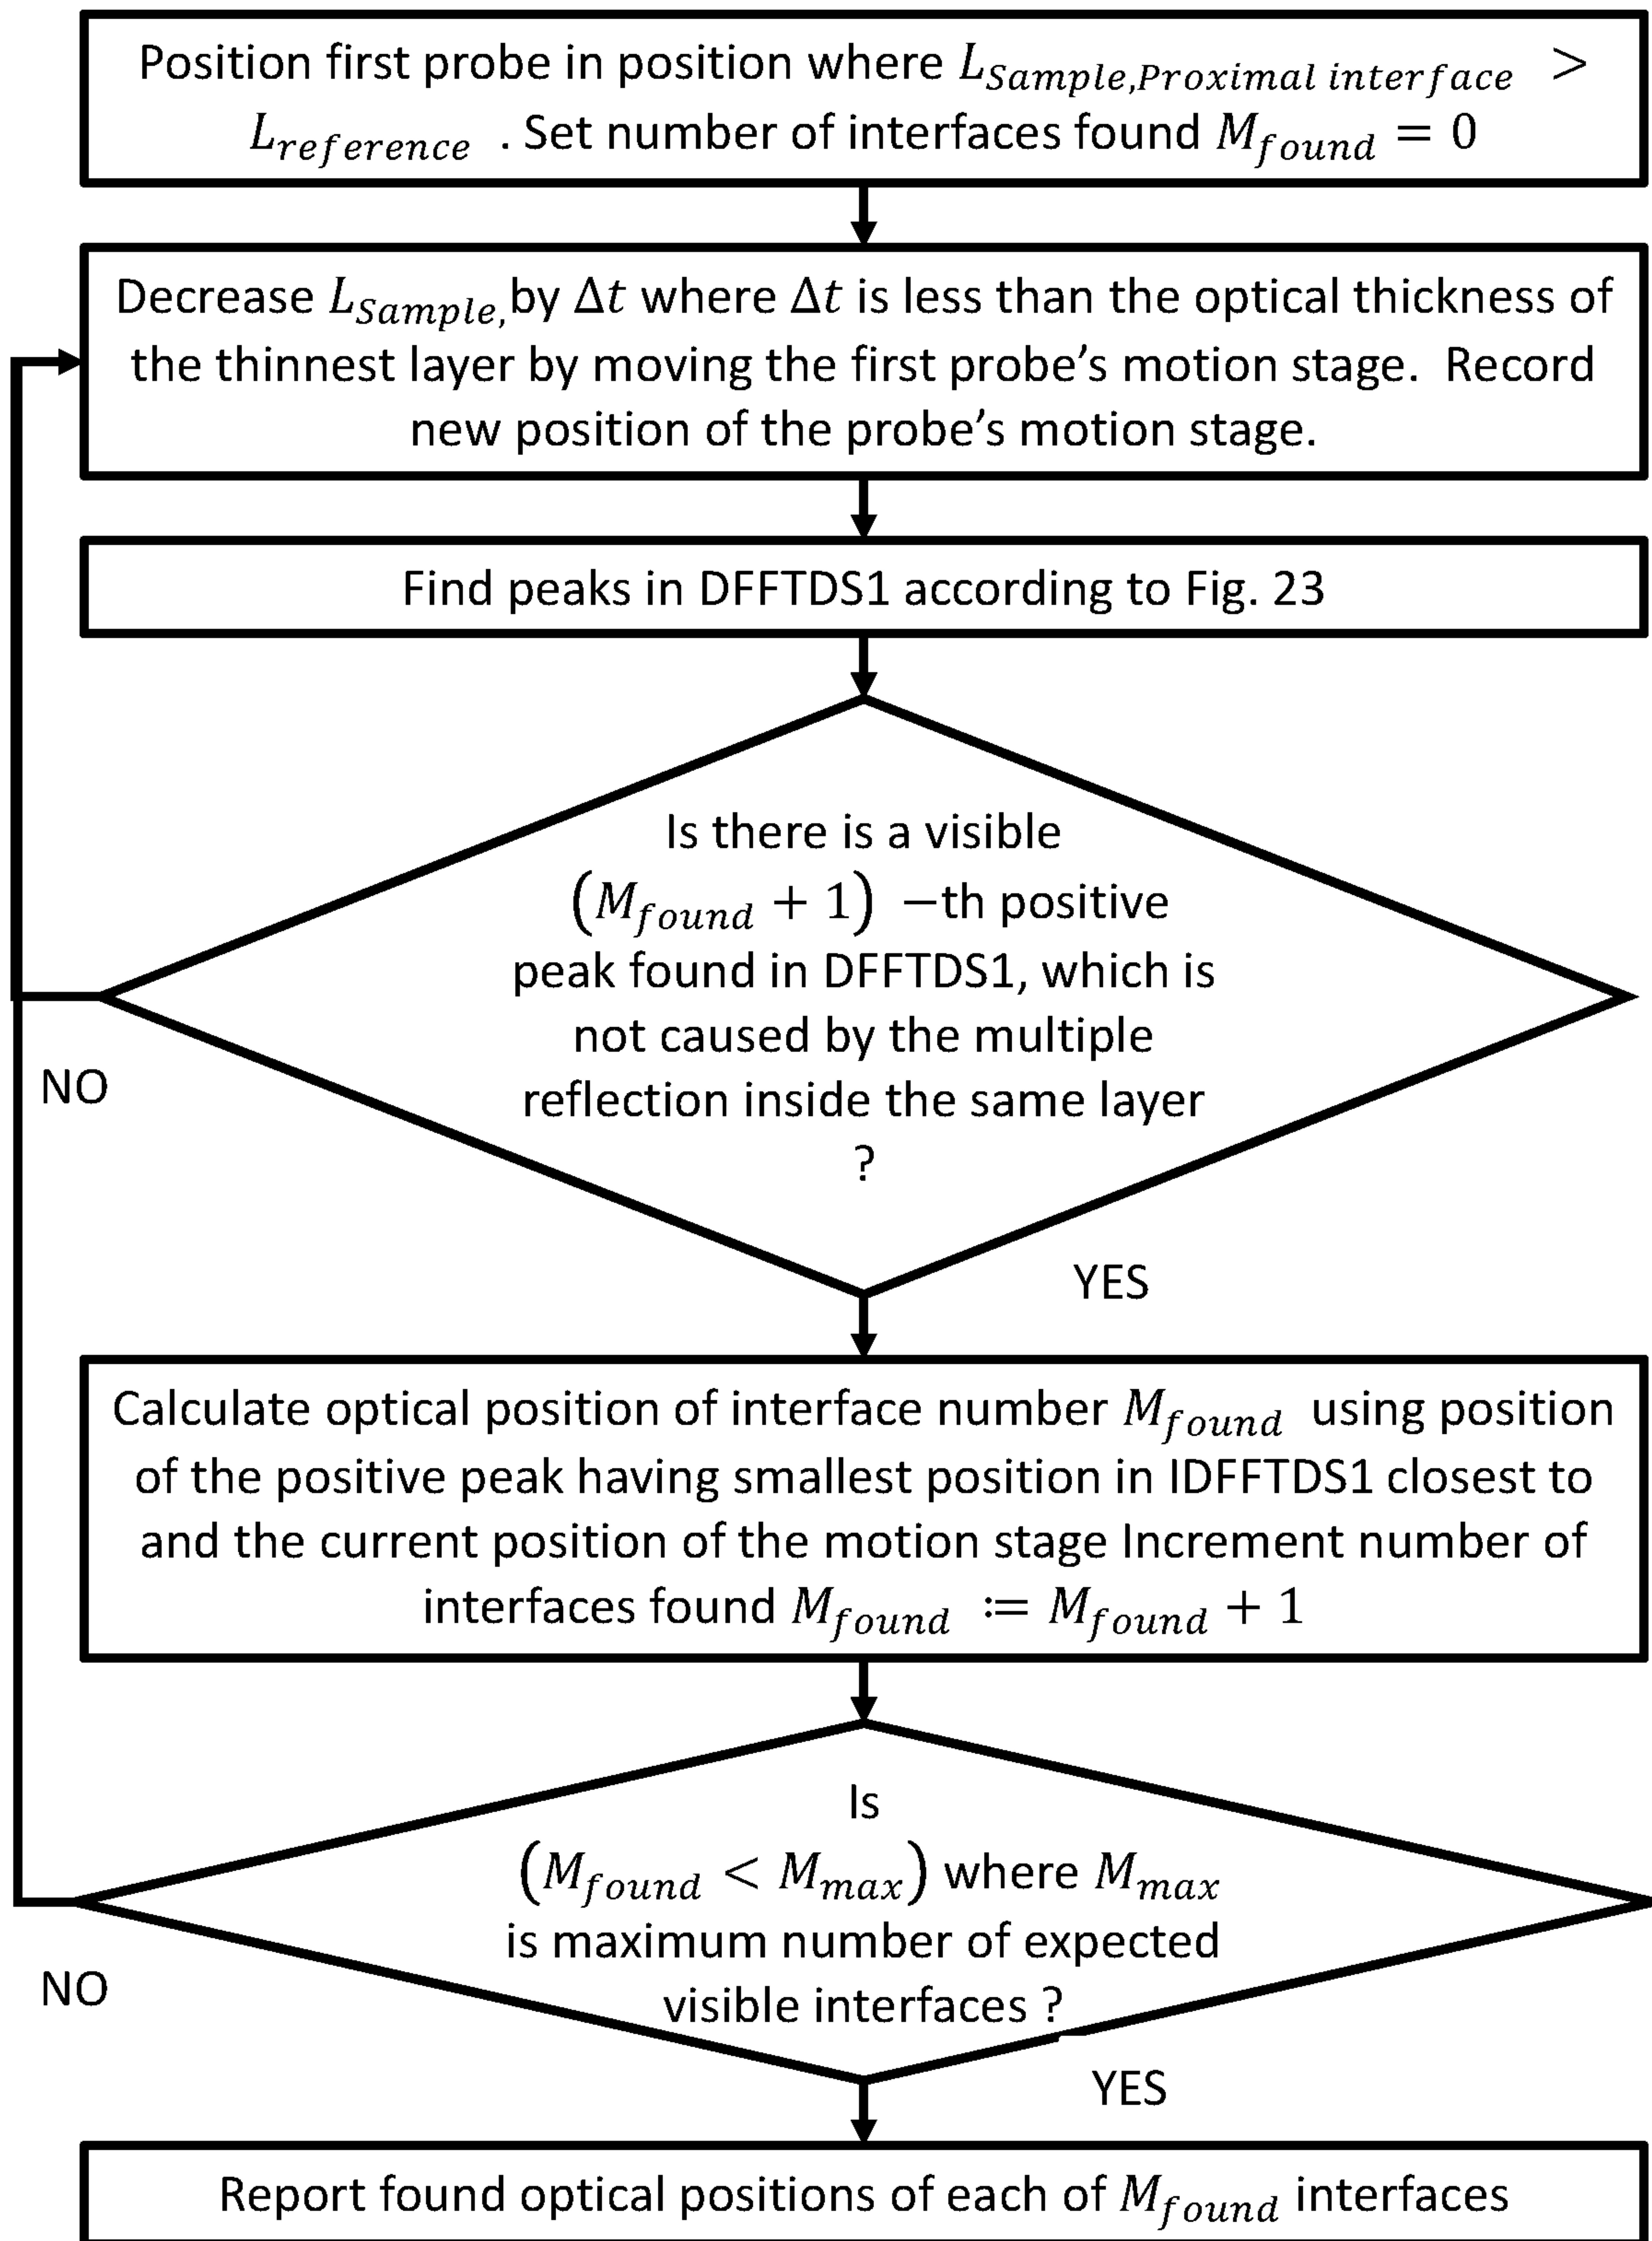 Position first probe in position where L_{Sample,Proximal interface} >
L_{reference} . Set number of interfaces found M_{found} = 0
Decrease L_{Sample,} by Δt where Δt is less than the optical thickness of
the thinnest layer by moving the first probe’s motion stage. Record
new position of the probe’s motion stage.
Find peaks in DFFTDS1 according to Fig. 23
Is there is a visible
(M_{found} + 1) −th positive
peak found in DFFTDS1, which is
not caused by the multiple
reflection inside the same layer
?
NO
YES
Calculate optical position of interface number M_{found} using position
of the positive peak having smallest position in IDFFTDS1 closest to
and the current position of the motion stage Increment number of
interfaces found M_{found} := M_{found} + 1
Is
(M_{found} < M_{max}) where M_{max}
is maximum number of expected
visible interfaces ?
NO
YES
Report found optical positions of each of M_{found} interfaces